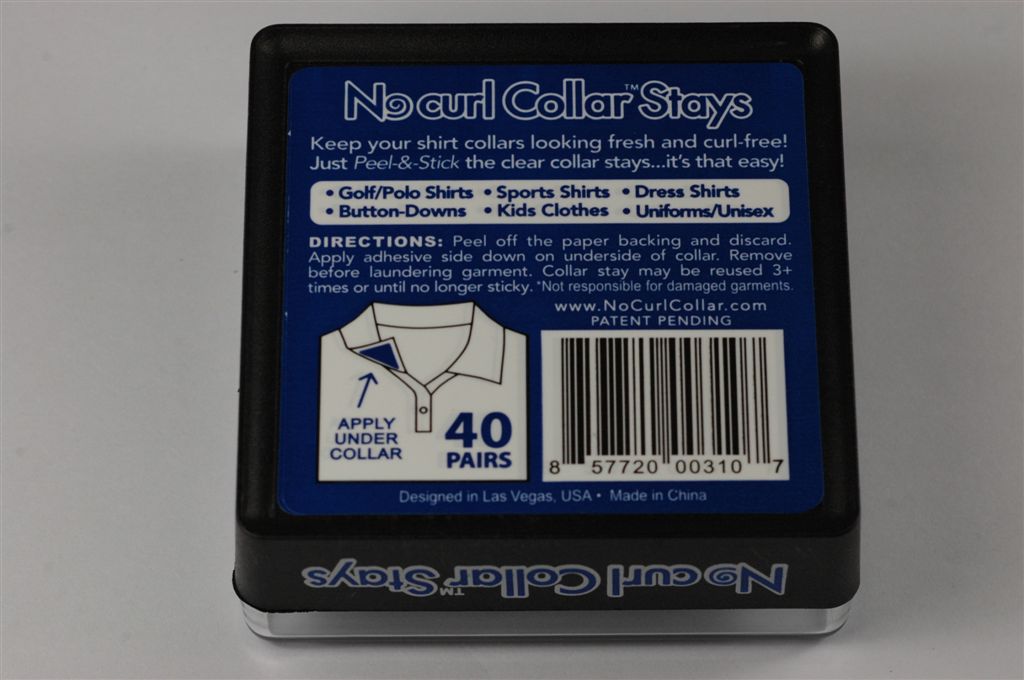 No curl Collar™ Stays
Keep your shirt collars looking fresh and curl-free!
Just Peel-&-Stick the clear collar stays...it's that easy!
• Golf/Polo Shirts • Sports Shirts • Dress Shirts
• Button-Downs • Kids Clothes • Uniforms/Unisex
DIRECTIONS: Peel off the paper backing and discard.
Apply adhesive side down on underside of collar. Remove
before laundering garment. Collar stay may be reused 3+
times or until no longer sticky. *Not responsible for damaged garments.
www.NoCurlCollar.com
PATENT PENDING
APPLY
UNDER
COLLAR
40
PAIRS
8 57720 00310 7
Designed in Las Vegas, USA • Made in China
No curl Collar™ Stays